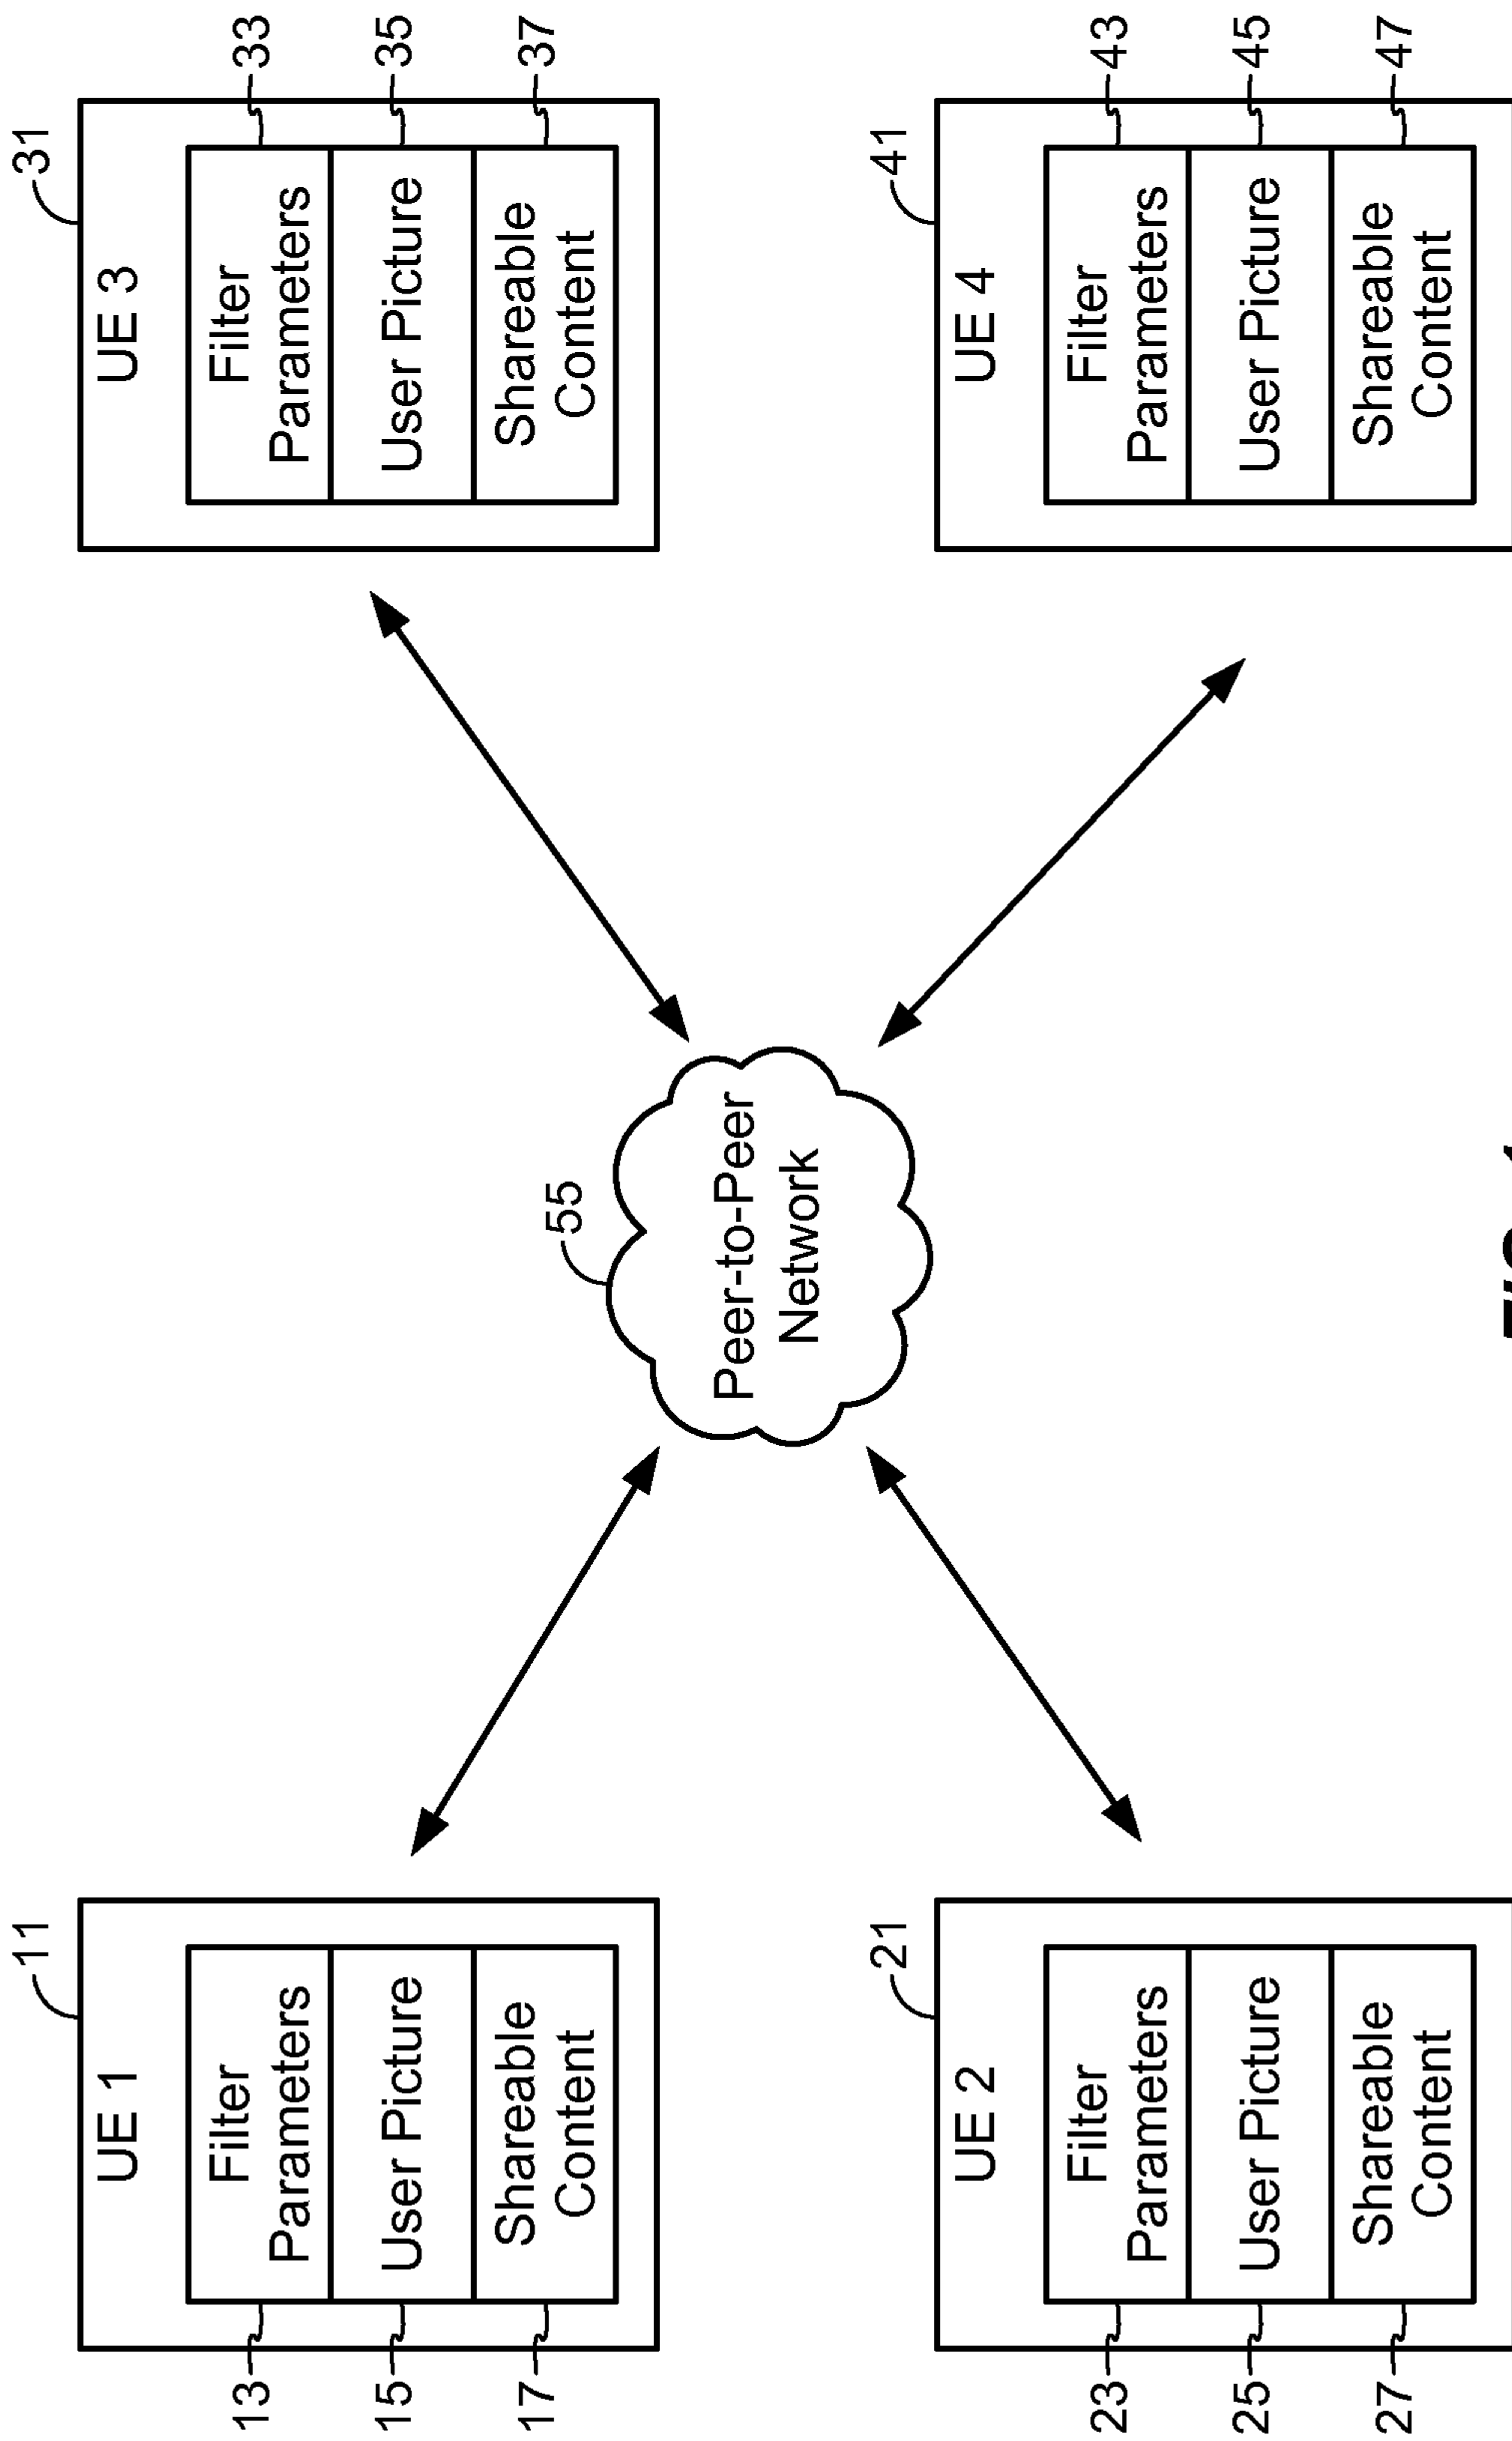 11
UE 1
13
Filter
Parameters
15
User Picture
17
Shareable
Content
31
UE 3
Filter
Parameters
33
User Picture
35
Shareable
Content
37
55
Peer-to-Peer
Network
21
UE 2
23
Filter
Parameters
25
User Picture
27
Shareable
Content
41
UE 4
Filter
Parameters
43
User Picture
45
Shareable
Content
47